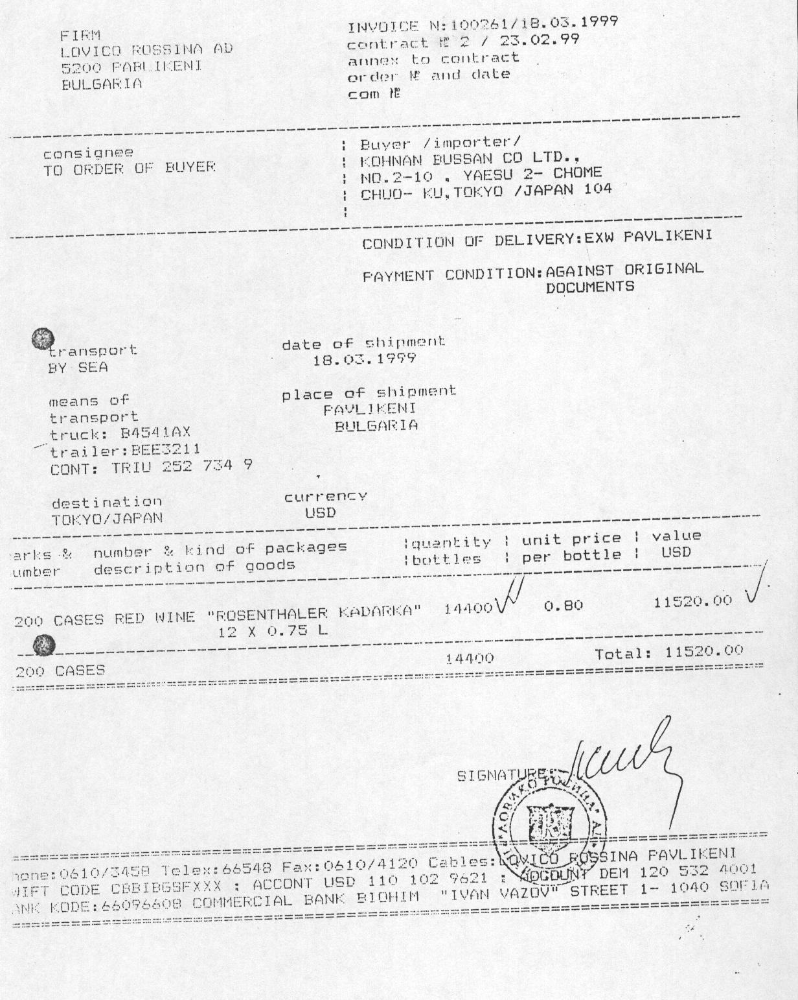 FIRM
LOVICO ROSSINA AD
5200 PABLIKENI
BULGARIA
INVOICE N:100261/18.03.1999
contract № 2 / 23.02.99
annex to contract
order № and date
com №
consignee
TO ORDER OF BUYER
Buyer /importer/
KOHNAN BUSSAN CO LTD.,
NO.2-10 , YAESU 2- CHOME
CHUO- KU,TOKYO /JAPAN 104
CONDITION OF DELIVERY:EXW PAVLIKENI
PAYMENT CONDITION:AGAINST ORIGINAL
DOCUMENTS
transport
BY SEA
date of shipment
18.03.1999
means of
transport
truck: B4541AX
trailer:BEE3211
CONT: TRIU 252 734 9
place of shipment
PAVLIKENI
BULGARIA
destination
TOKYO/JAPAN
currency
USD
arks & number & kind of packages |quantity | unit price | value
umber description of goods |bottles | per bottle | USD
200 CASES RED WINE "ROSENTHALER KADARKA" 14400 0.80 11520.00
12 X 0.75 L
200 CASES 14400 Total: 11520.00
SIGNATURE:
"ЛОВИКО РОСИНА" АД
hone:0610/3458 Telex:66548 Fax:0610/4120 Cables:LOVICO ROSSINA PAVLIKENI
WIFT CODE CBBIBGSFXXX ; ACCONT USD 110 102 9621 ; ACCOUNT DEM 120 532 4001
ANK KODE:66096608 COMMERCIAL BANK BIOHIM "IVAN VAZOV" STREET 1- 1040 SOFIA